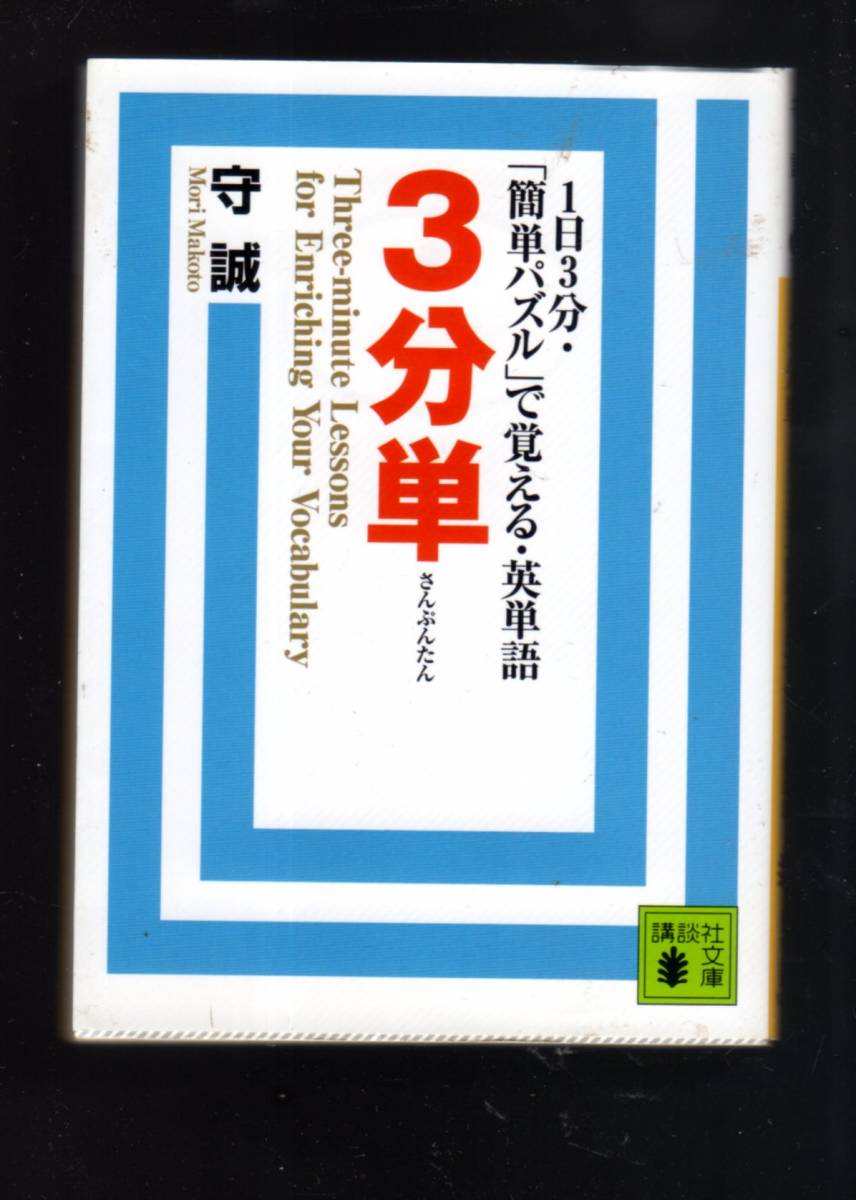 1日3分・
「簡単パズル」で覚える・英単語
3分単
さんぷんたん
Three-minute Lessons
for Enriching Your Vocabulary
守誠
Mori Makoto
講談社
文庫